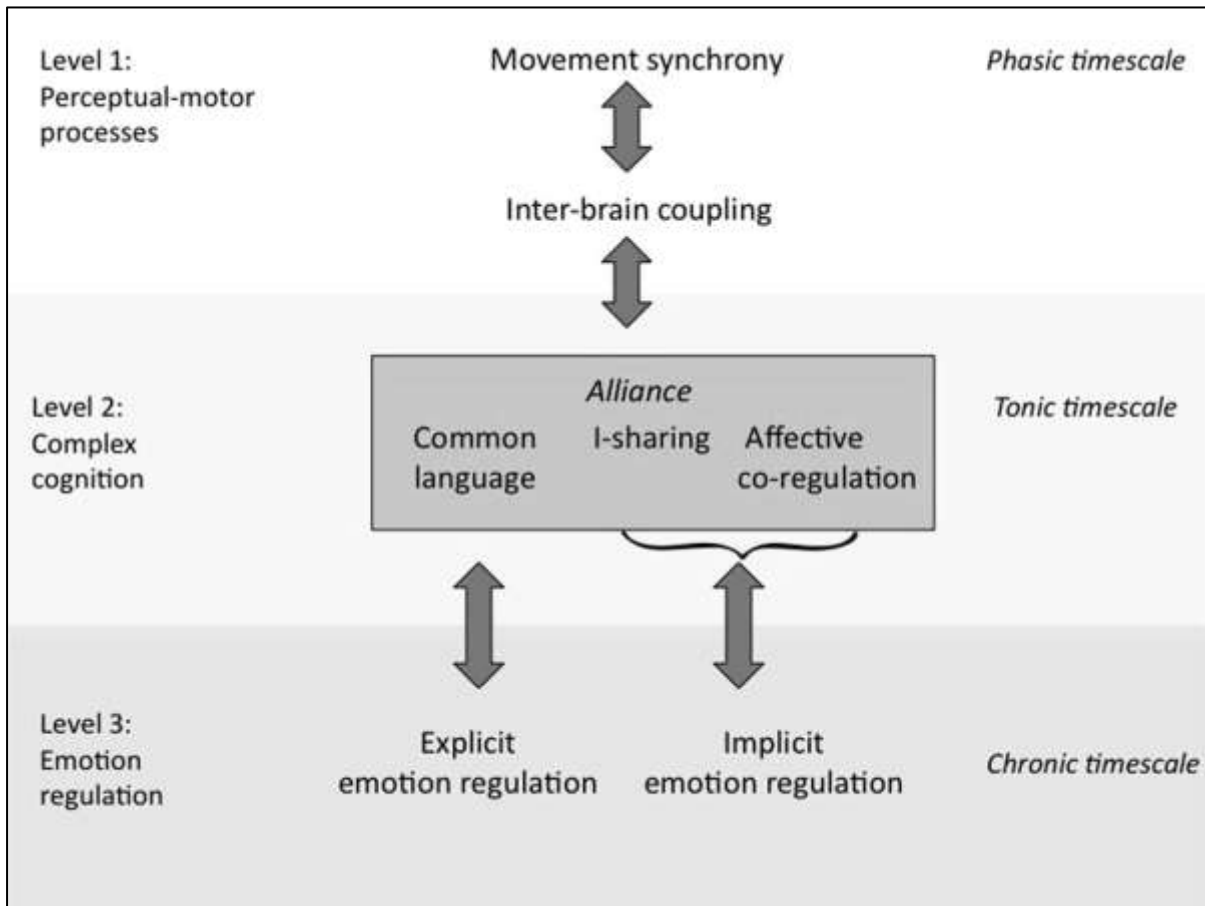 Level 1:
Perceptual-motor
processes
Movement synchrony
Phasic timescale
Inter-brain coupling
Level 2:
Complex
cognition
Alliance
Common
language
I-sharing
Affective
co-regulation
Tonic timescale
Level 3:
Emotion
regulation
Explicit
emotion regulation
Implicit
emotion regulation
Chronic timescale